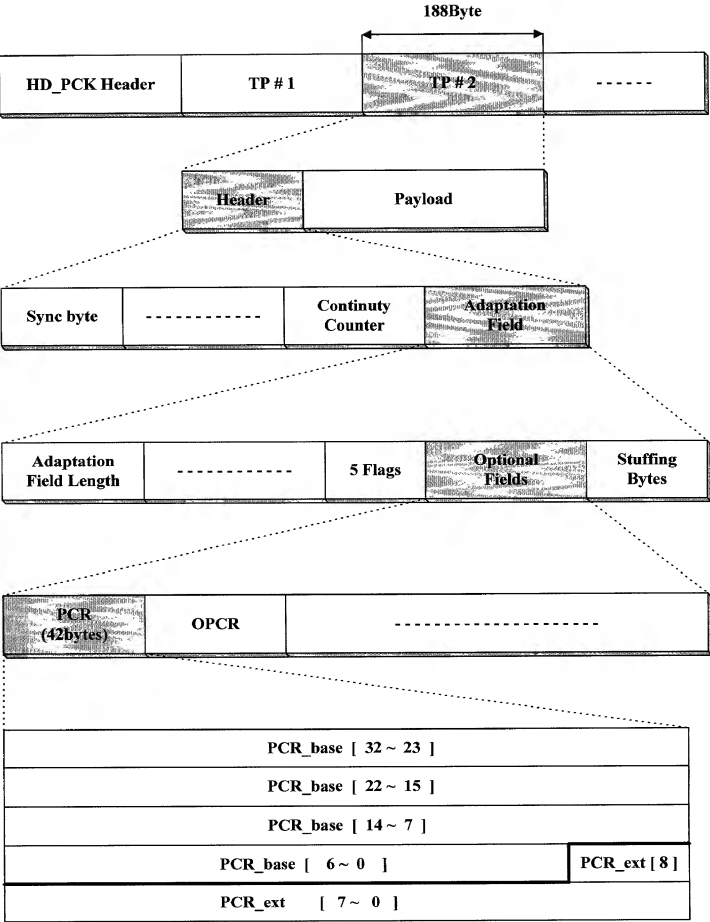 188Byte
HD_PCK Header
TP # 1
TP # 2
------
Header
Payload
Sync byte
------------
Continuty
Counter
Adaptation
Field
Adaptation
Field Length
------------
5 Flags
Optional
Fields
Stuffing
Bytes
PCR
(42bytes)
OPCR
---------------------
PCR_base [ 32 ~ 23 ]
PCR_base [ 22 ~ 15 ]
PCR_base [ 14 ~ 7 ]
PCR_base [ 6 ~ 0 ]
PCR_ext [ 8 ]
PCR_ext [ 7 ~ 0 ]